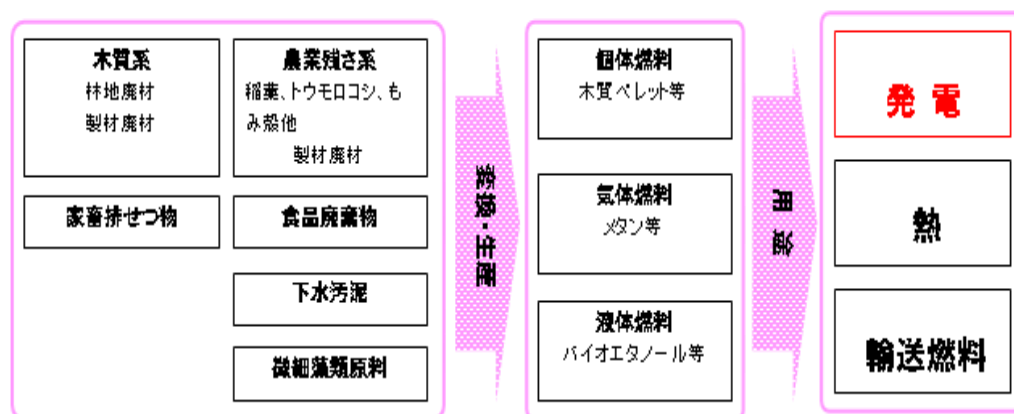 木質系
林地廃材
製材廃材
農業残さ系
稲藁、トウモロコシ、も
み殻他
製材廃材
家畜排せつ物
食品廃棄物
下水汚泥
微細藻類原料
変換・生産
個体燃料
木質ペレット等
気体燃料
メタン等
液体燃料
バイオエタノール等
用途
発電
熱
輸送燃料